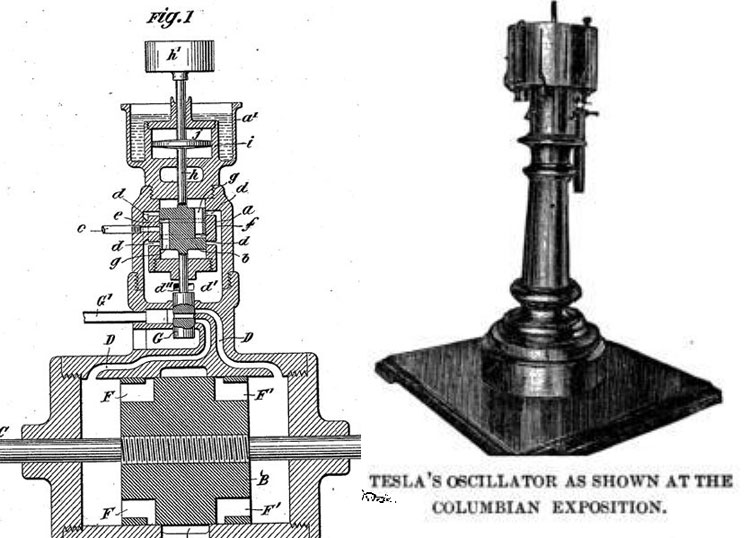 Fig. 1
h'
a'
j
i
h
g
d
d
e
a
f
c
d
d
g
b
d''
d'
G'
G
D
D
F
F'
C
B
F
F'
TESLA'S OSCILLATOR AS SHOWN AT THE
COLUMBIAN EXPOSITION.